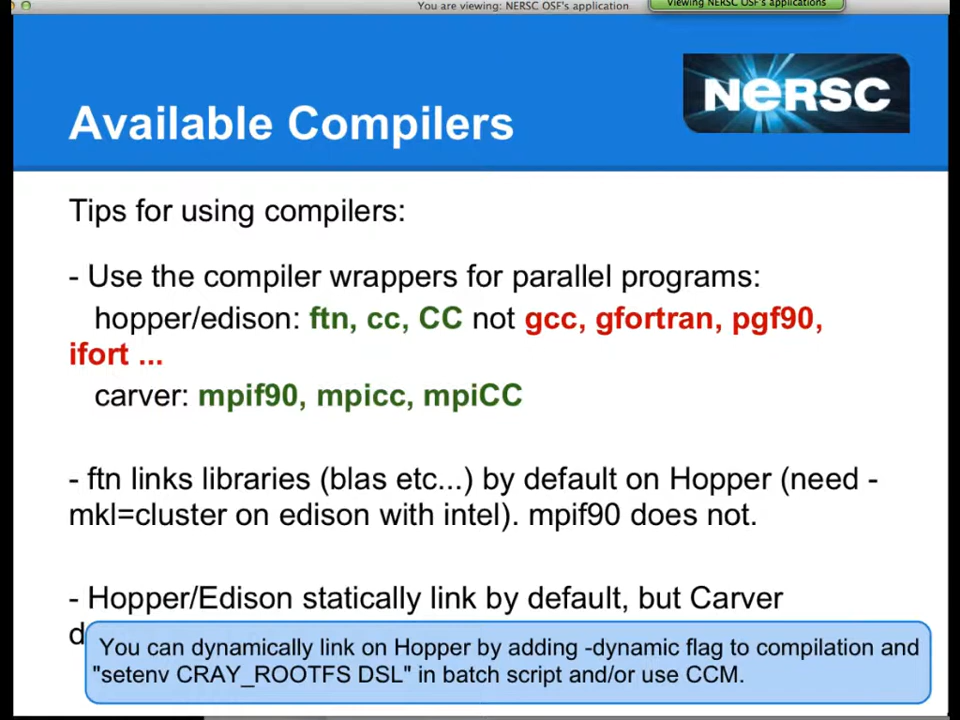 You are viewing: NERSC OSF's application
Viewing NERSC OSF's applications
NERSC
Available Compilers
Tips for using compilers:
- Use the compiler wrappers for parallel programs:
hopper/edison: ftn, cc, CC not gcc, gfortran, pgf90,
ifort ...
carver: mpif90, mpicc, mpiCC
- ftn links libraries (blas etc...) by default on Hopper (need -
mkl=cluster on edison with intel). mpif90 does not.
- Hopper/Edison statically link by default, but Carver
You can dynamically link on Hopper by adding -dynamic flag to compilation and
"setenv CRAY_ROOTFS DSL" in batch script and/or use CCM.